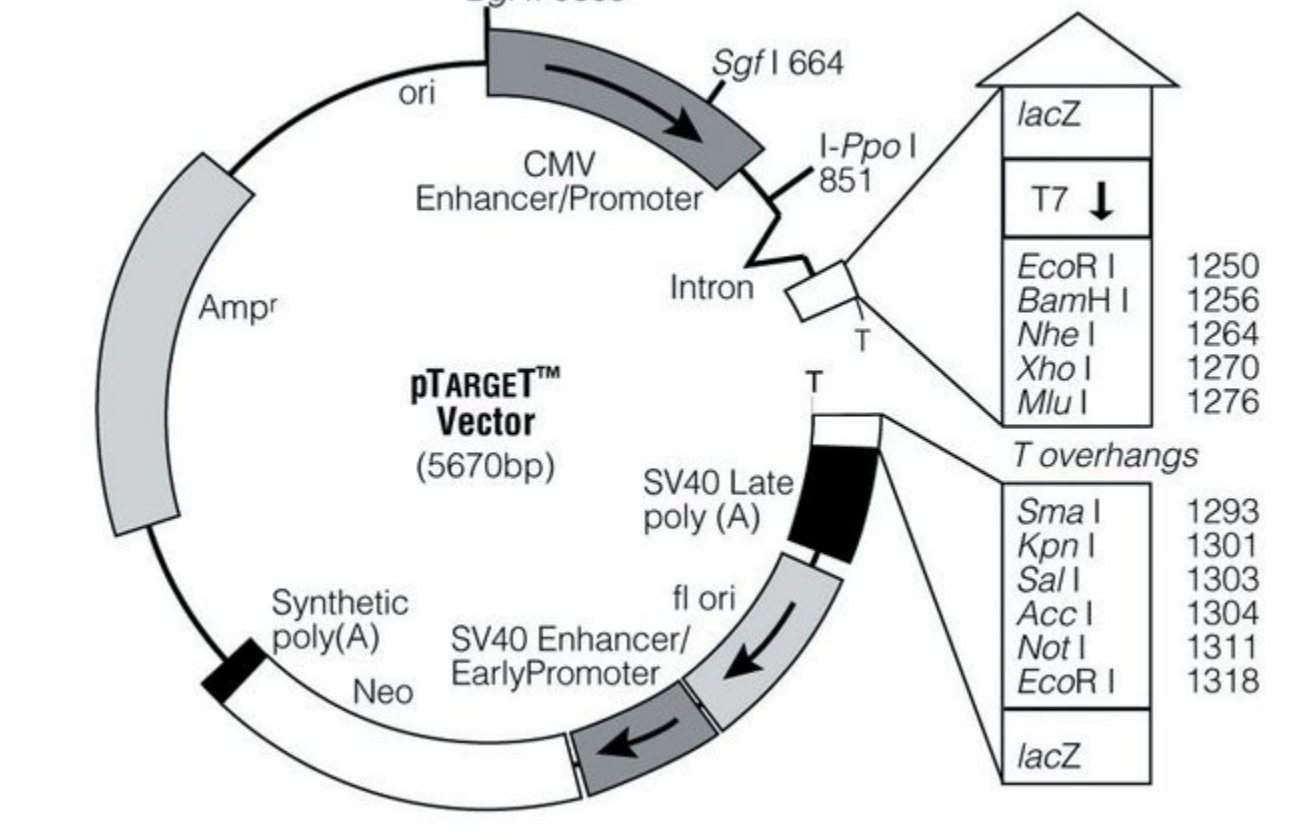 Sgf I 664
ori
I-Ppo I
851
CMV
Enhancer/Promoter
Intron
Ampr
T
T
pTARGET™
Vector
(5670bp)
SV40 Late
poly (A)
fl ori
SV40 Enhancer/
EarlyPromoter
Synthetic
poly(A)
Neo
lacZ
T7
EcoR I 1250
BamH I 1256
Nhe I 1264
Xho I 1270
Mlu I 1276
T overhangs
Sma I 1293
Kpn I 1301
Sal I 1303
Acc I 1304
Not I 1311
EcoR I 1318
lacZ